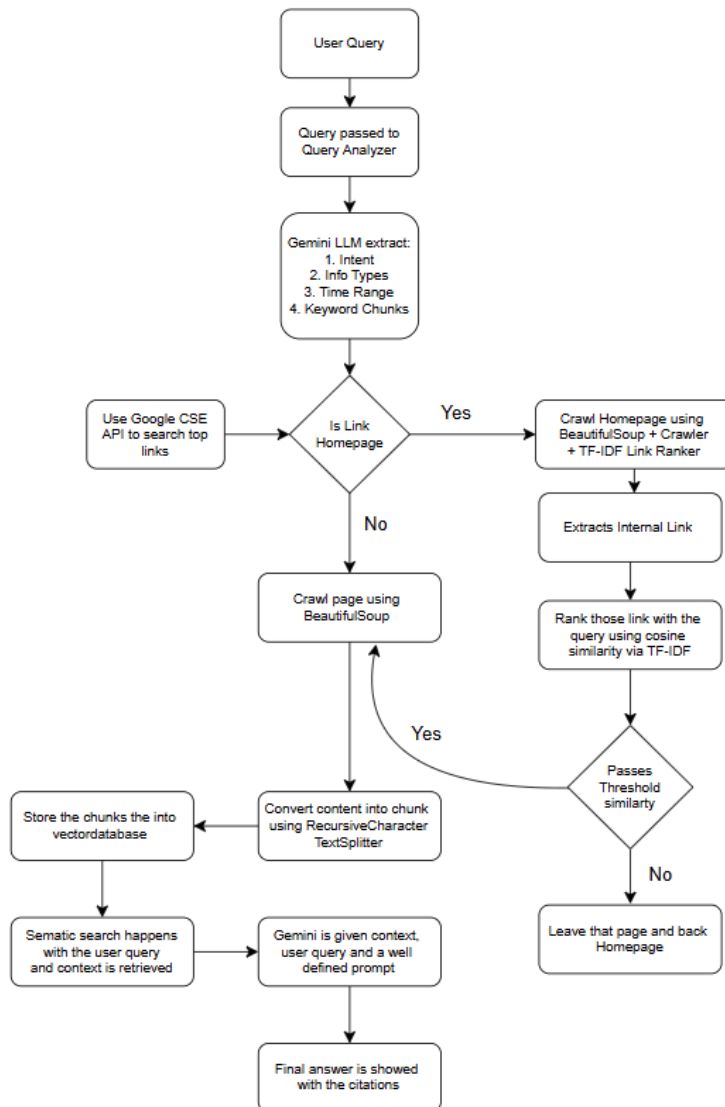 User Query
Query passed to
Query Analyzer
Gemini LLM extract:
1. Intent
2. Info Types
3. Time Range
4. Keyword Chunks
Use Google CSE
API to search top
links
Is Link
Homepage
Yes
Crawl Homepage using
BeautifulSoup + Crawler
+ TF-IDF Link Ranker
No
Extracts Internal Link
Crawl page using
BeautifulSoup
Rank those link with the
query using cosine
similarity via TF-IDF
Yes
Passes
Threshold
similarty
Store the chunks the into
vectordatabase
Convert content into chunk
using RecursiveCharacter
TextSplitter
No
Sematic search happens
with the user query
and context is retrieved
Gemini is given context,
user query and a well
defined prompt
Leave that page and back
Homepage
Final answer is showed
with the citations